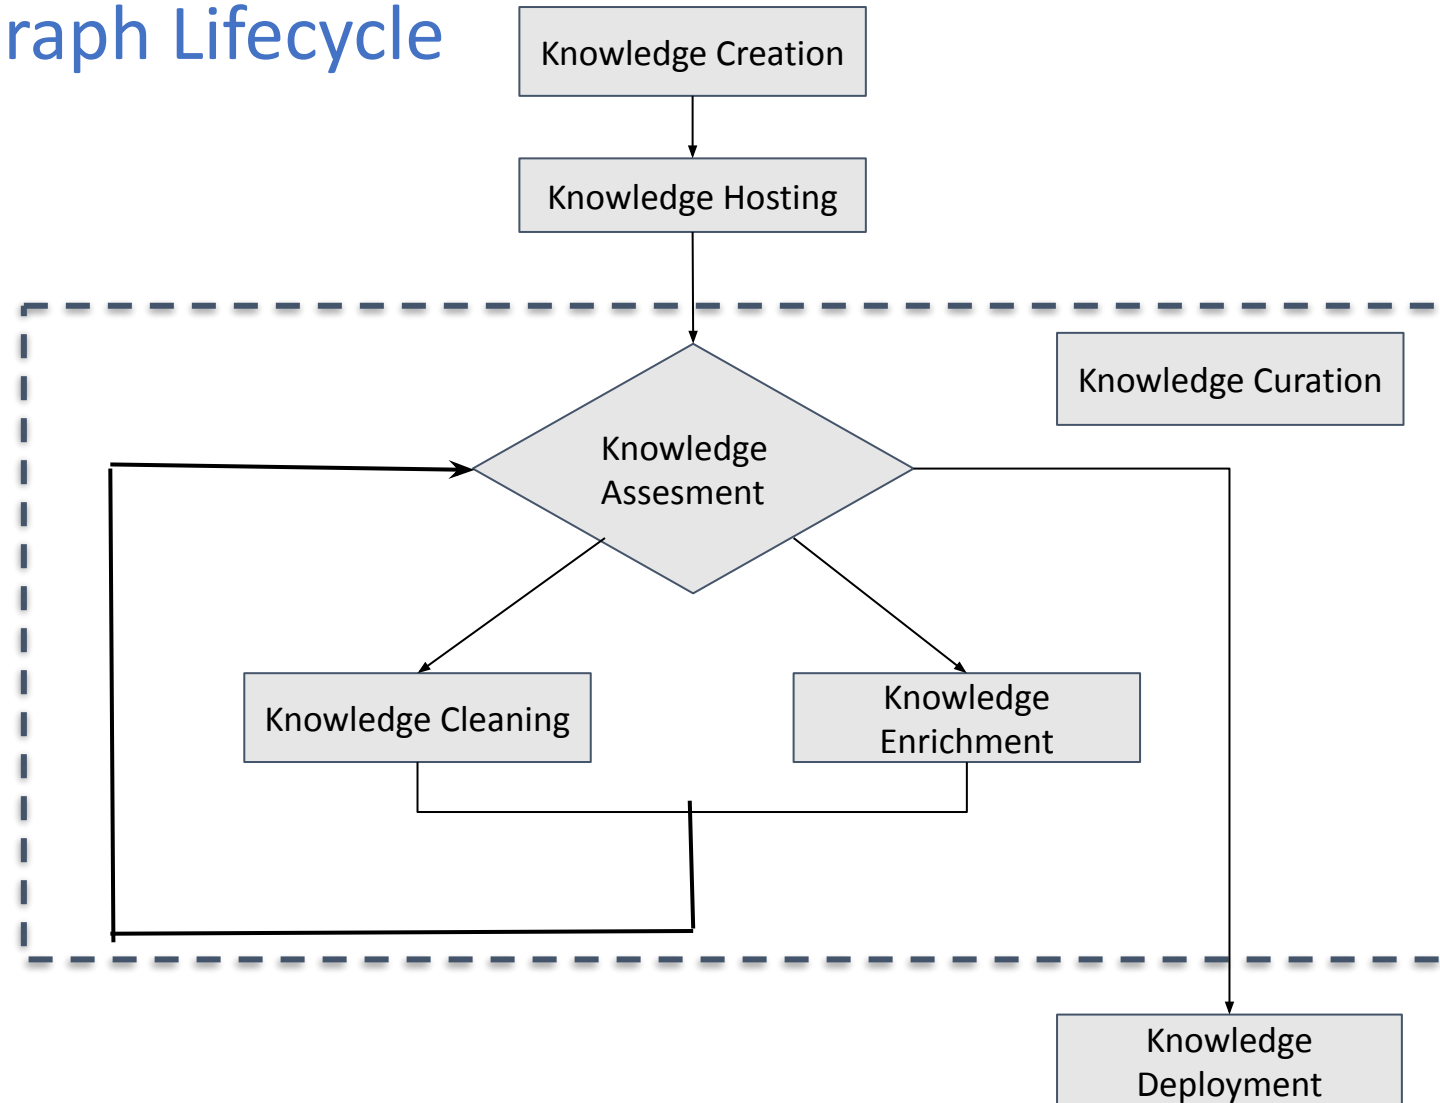 raph Lifecycle
Knowledge Creation
Knowledge Hosting
Knowledge Curation
Knowledge
Assesment
Knowledge Cleaning
Knowledge
Enrichment
Knowledge
Deployment